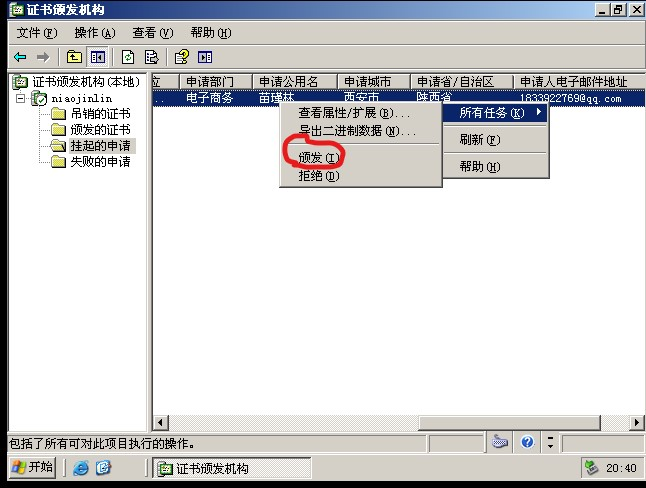 证书颁发机构
文件(F) 操作(A) 查看(V) 帮助(H)
证书颁发机构(本地)
niaojinlin
吊销的证书
颁发的证书
挂起的申请
失败的申请
位 申请部门 申请公用名 申请城市 申请省/自治区 申请人电子邮件地址
... 电子商务 苗瑾林 西安市 陕西省 1833922769@qq.com
查看属性/扩展(R)...
导出二进制数据(N)...
颁发(I)
拒绝(D)
所有任务(K)
刷新(F)
帮助(H)
包括了所有可对此项目执行的操作。
开始 证书颁发机构 20:40